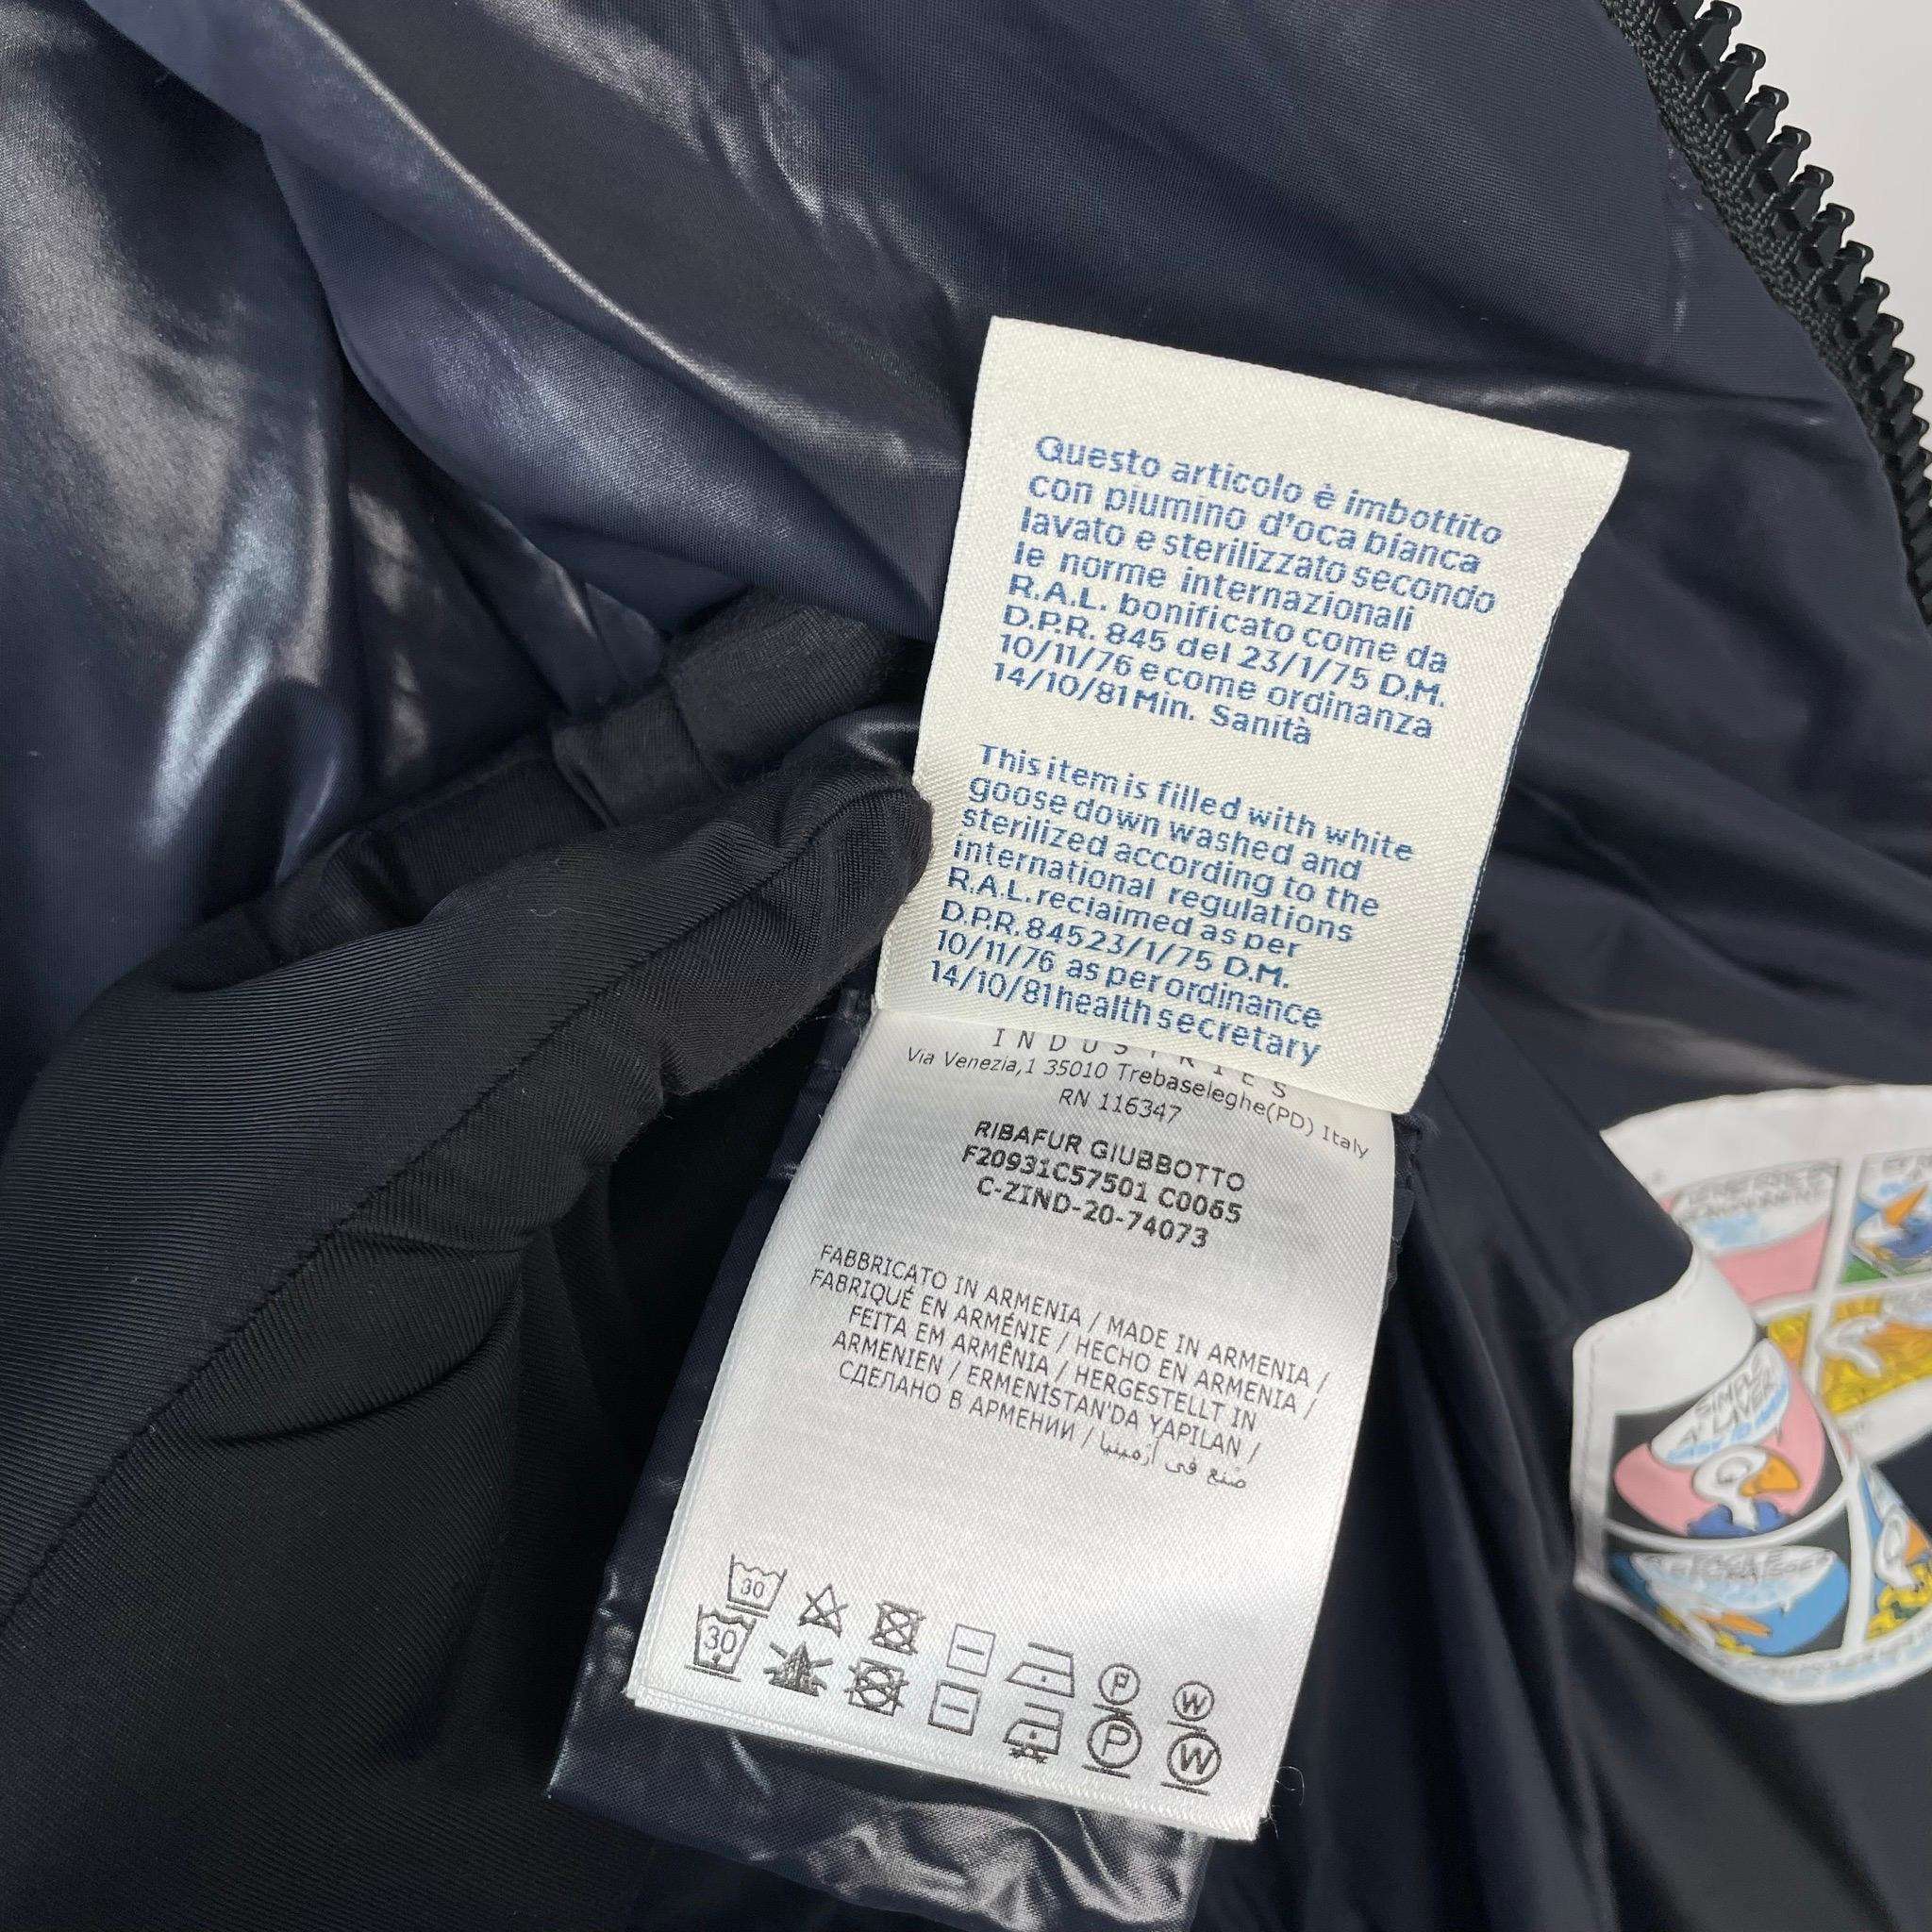 Questo articolo è imbottito
con piumino d'oca bianca
lavato e sterilizzato secondo
le norme internazionali
R.A.L. bonificato come da
D.P.R. 845 del 23/1/75 D.M.
10/11/76 e come ordinanza
14/10/81 Min. Sanità
This item is filled with white
goose down washed and
sterilized according to the
international regulations
R.A.L. reclaimed as per
D.P.R. 845 23/1/75 D.M.
10/11/76 as per ordinance
14/10/81 health secretary
INDUSTRIES
Via Venezia,1 35010 Trebaseleghe(PD) Italy
RN 116347
RIBAFUR GIUBBOTTO
F20931C57501 C0065
C-ZIND-20-74073
FABBRICATO IN ARMENIA / MADE IN ARMENIA /
FABRIQUÉ EN ARMÉNIE / HECHO EN ARMENIA /
FEITA EM ARMÊNIA / HERGESTELLT IN
ARMENIEN / ERMENİSTAN'DA YAPILAN /
СДЕЛАНО В АРМЕНИИ / صنع في أرمينيا
30
P
W
30
P
W
SIMPLE